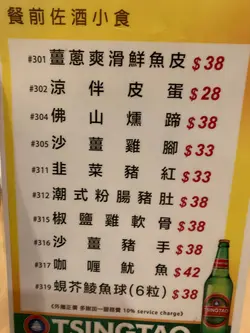 餐前佐酒小食
#301 薑蔥爽滑鮮魚皮 $38
#302 涼伴皮蛋 $28
#304 佛山燻蹄 $38
#305 沙薑雞腳 $33
#311 韭菜豬紅 $33
#312 潮式粉腸豬肚 $38
#315 椒鹽雞軟骨 $38
#316 沙薑豬手 $38
#317 咖喱魷魚 $42
#319 蜆芥鯪魚球(6粒) $38
10% service charge
TSINGTAO